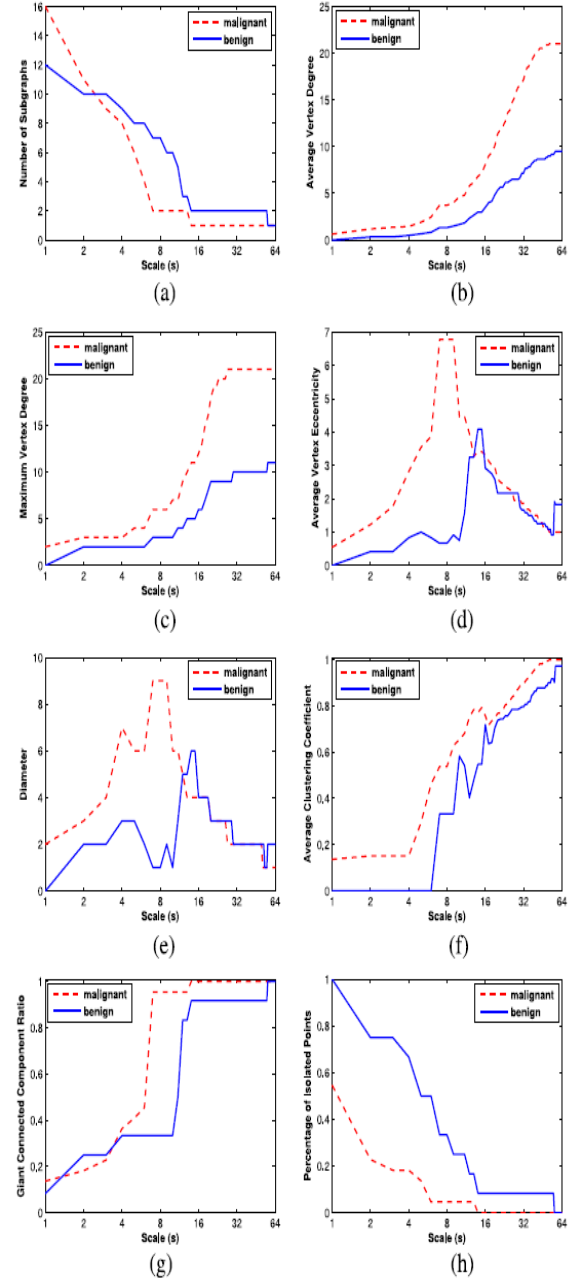 16
14
12
10
8
6
4
2
0
Number of Subgraphs
malignant
benign
1 2 4 8 16 32 64
Scale (s)
(a)
25
20
15
10
5
0
Average Vertex Degree
malignant
benign
1 2 4 8 16 32 64
Scale (s)
(b)
25
20
15
10
5
0
Maximum Vertex Degree
malignant
benign
1 2 4 8 16 32 64
Scale (s)
(c)
7
6
5
4
3
2
1
0
Average Vertex Eccentricity
malignant
benign
1 2 4 8 16 32 64
Scale (s)
(d)
10
8
6
4
2
0
Diameter
malignant
benign
1 2 4 8 16 32 64
Scale (s)
(e)
1
0.8
0.6
0.4
0.2
0
Average Clustering Coefficient
malignant
benign
1 2 4 8 16 32 64
Scale (s)
(f)
1
0.8
0.6
0.4
0.2
0
Giant Connected Component Ratio
malignant
benign
1 2 4 8 16 32 64
Scale (s)
(g)
1
0.8
0.6
0.4
0.2
0
Percentage of Isolated Points
malignant
benign
1 2 4 8 16 32 64
Scale (s)
(h)